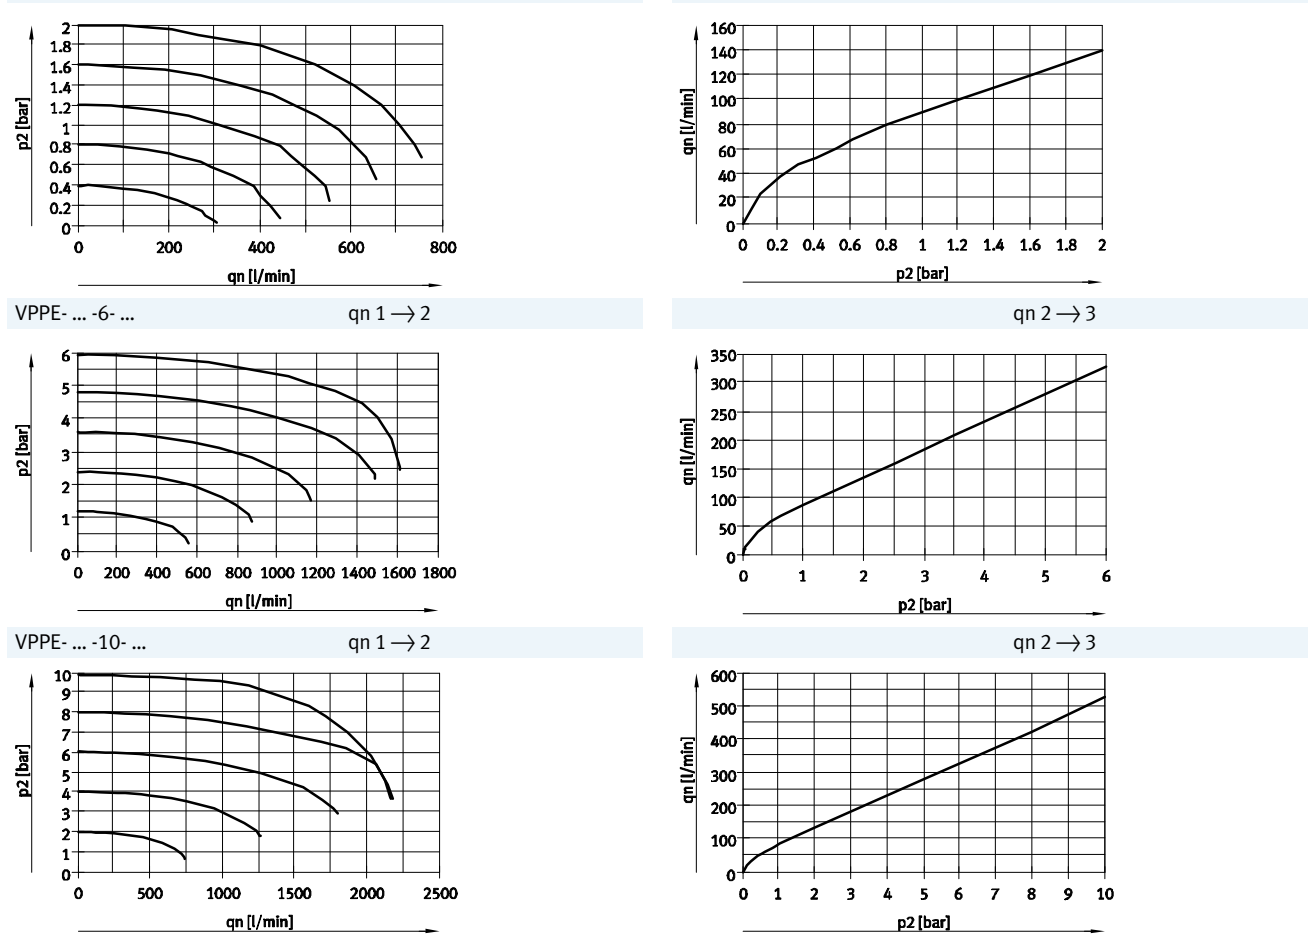 2
1.8
1.6
1.4
1.2
1
0.8
0.6
0.4
0.2
0
p2 [bar]
0 200 400 600 800
qn [l/min]
160
140
120
100
80
60
40
20
0
qn [l/min]
0 0.2 0.4 0.6 0.8 1 1.2 1.4 1.6 1.8 2
p2 [bar]
VPPE- ... -6- ... qn 1 → 2
qn 2 → 3
6
5
4
3
2
1
0
p2 [bar]
0 200 400 600 800 1000 1200 1400 1600 1800
qn [l/min]
350
300
250
200
150
100
50
0
qn [l/min]
0 1 2 3 4 5 6
p2 [bar]
VPPE- ... -10- ... qn 1 → 2
qn 2 → 3
10
9
8
7
6
5
4
3
2
1
0
p2 [bar]
0 500 1000 1500 2000 2500
qn [l/min]
600
500
400
300
200
100
0
qn [l/min]
0 1 2 3 4 5 6 7 8 9 10
p2 [bar]